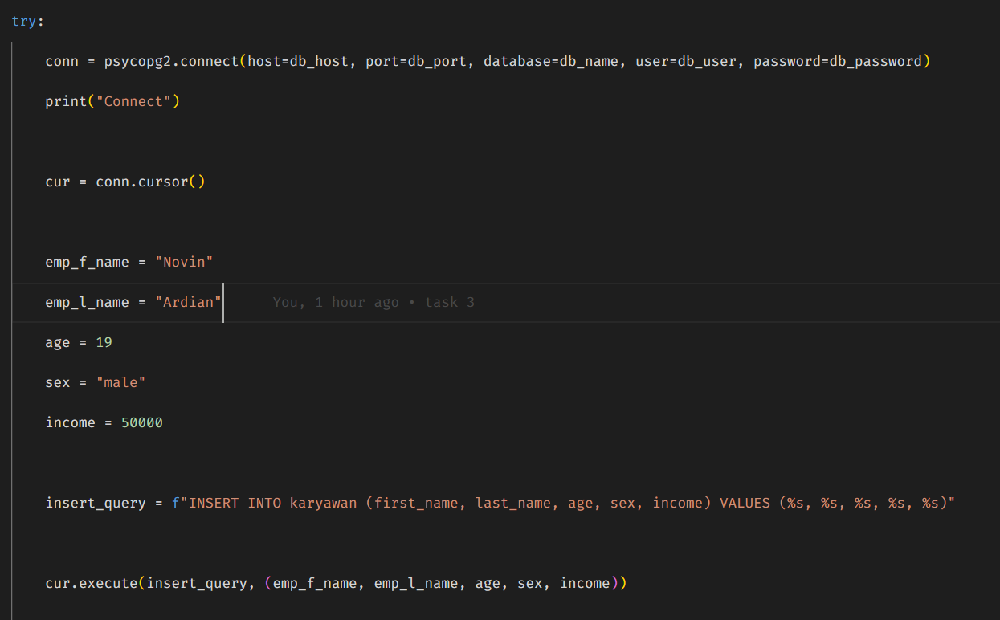 try:
conn = psycopg2.connect(host=db_host, port=db_port, database=db_name, user=db_user, password=db_password)
print("Connect")
cur = conn.cursor()
emp_f_name = "Novin"
emp_l_name = "Ardian" You, 1 hour ago • task 3
age = 19
sex = "male"
income = 50000
insert_query = f"INSERT INTO karyawan (first_name, last_name, age, sex, income) VALUES (%s, %s, %s, %s, %s)"
cur.execute(insert_query, (emp_f_name, emp_l_name, age, sex, income))